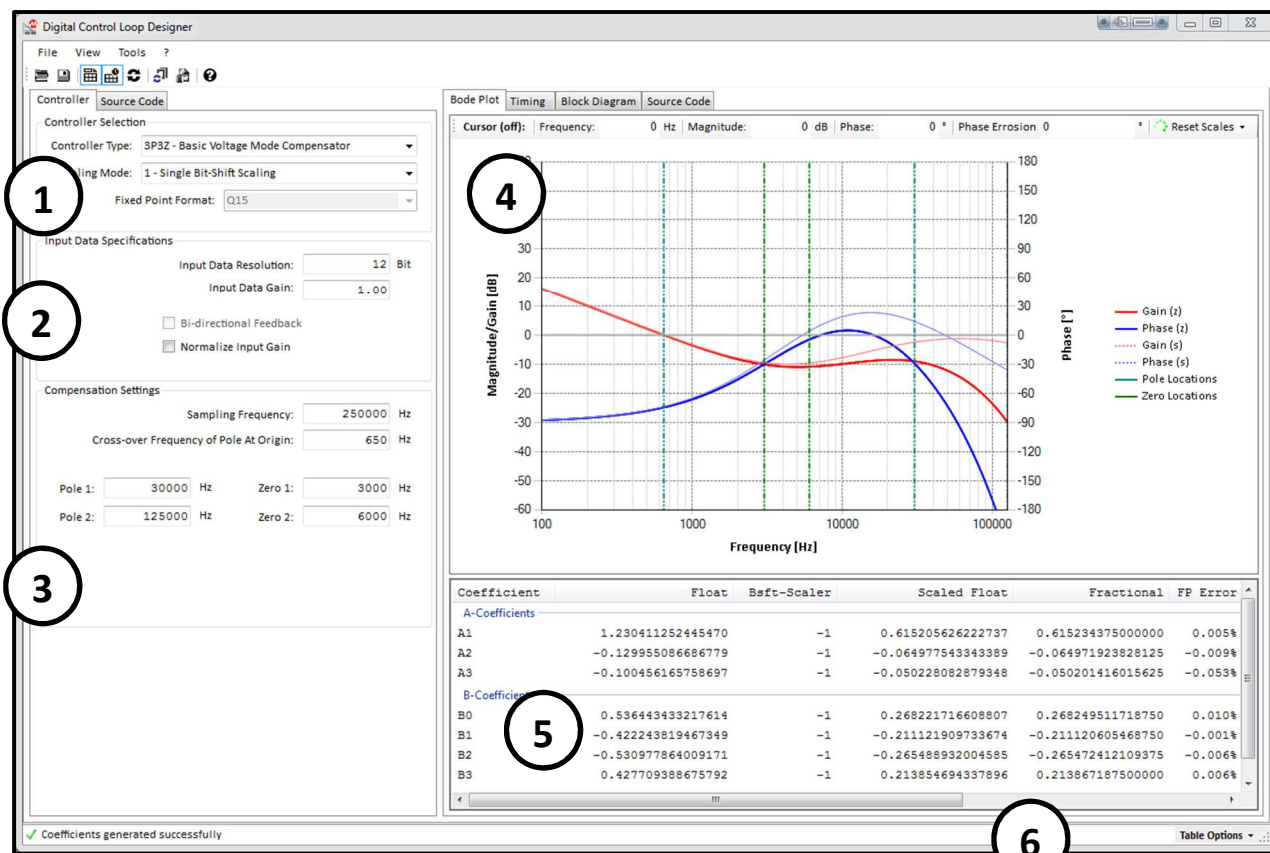 Digital Control Loop Designer
File View Tools ?
Controller Source Code
Controller Selection
Controller Type: 3P3Z - Basic Voltage Mode Compensator
ling Mode: 1 - Single Bit-Shift Scaling
Fixed Point Format: Q15
1
Input Data Specifications
Input Data Resolution: 12 Bit
Input Data Gain: 1.00
2
Bi-directional Feedback
Normalize Input Gain
Compensation Settings
Sampling Frequency: 250000 Hz
Cross-over Frequency of Pole At Origin: 650 Hz
Pole 1: 30000 Hz Zero 1: 3000 Hz
Pole 2: 125000 Hz Zero 2: 6000 Hz
3
Bode Plot Timing Block Diagram Source Code
Cursor (off): Frequency: 0 Hz Magnitude: 0 dB Phase: 0 ° Phase Errosion 0 ° Reset Scales
4
Magnitude/Gain [dB]
30
20
10
0
-10
-20
-30
-40
-50
-60
180
150
120
90
60
30
0
-30
-60
-90
-120
-150
-180
Phase [°]
100 1000 10000 100000
Frequency [Hz]
Gain (z)
Phase (z)
Gain (s)
Phase (s)
Pole Locations
Zero Locations
Coefficient Float Bsft-Scaler Scaled Float Fractional FP Error
A-Coefficients
A1 1.230411252445470 -1 0.615205626222737 0.615234375000000 0.005%
A2 -0.129955086686779 -1 -0.064977543343389 -0.064971923828125 -0.009%
A3 -0.100456165758697 -1 -0.050228082879348 -0.050201416015625 -0.053%
B-Coefficient
B0 0.536443433217614 -1 0.268221716608807 0.268249511718750 0.010%
B1 -0.422243819467349 -1 -0.211121909733674 -0.211120605468750 -0.001%
B2 -0.530977864009171 -1 -0.265488932004585 -0.265472412109375 -0.006%
B3 0.427709388675792 -1 0.213854694337896 0.213867187500000 0.006%
5
Coefficients generated successfully
6
Table Options